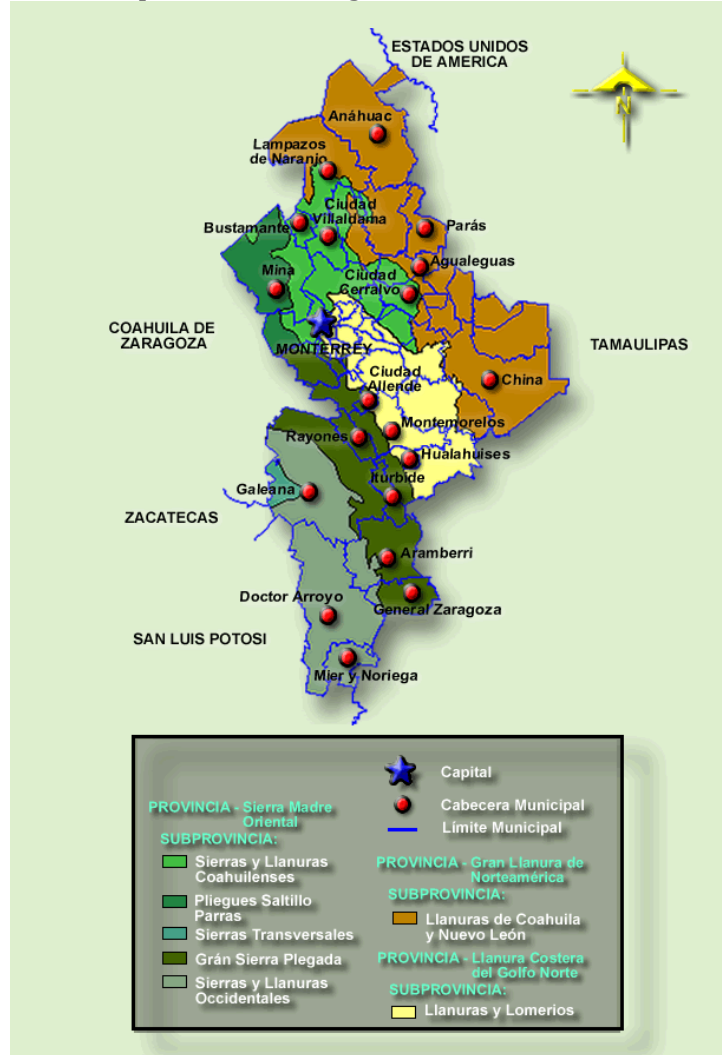 ESTADOS UNIDOS
DE AMERICA
N
Anáhuac
Lampazos
de Naranjo
Ciudad
Villaldama
Bustamante
Parás
Agualeguas
Mina
Ciudad
Cerralvo
COAHUILA DE
ZARAGOZA
MONTERREY
TAMAULIPAS
Ciudad
Allende
China
Montemorelos
Rayones
Hualahuises
Iturbide
Galeana
ZACATECAS
Aramberri
Doctor Arroyo
General Zaragoza
SAN LUIS POTOSI
Mier y Noriega
Capital
Cabecera Municipal
Límite Municipal
PROVINCIA - Sierra Madre
Oriental
SUBPROVINCIA:
Sierras y Llanuras
Coahuilenses
Pliegues Saltillo
Parras
Sierras Transversales
Grán Sierra Plegada
Sierras y Llanuras
Occidentales
PROVINCIA - Gran Llanura de
Norteamérica
SUBPROVINCIA:
Llanuras de Coahuila
y Nuevo León
PROVINCIA - Llanura Costera
del Golfo Norte
SUBPROVINCIA:
Llanuras y Lomerios